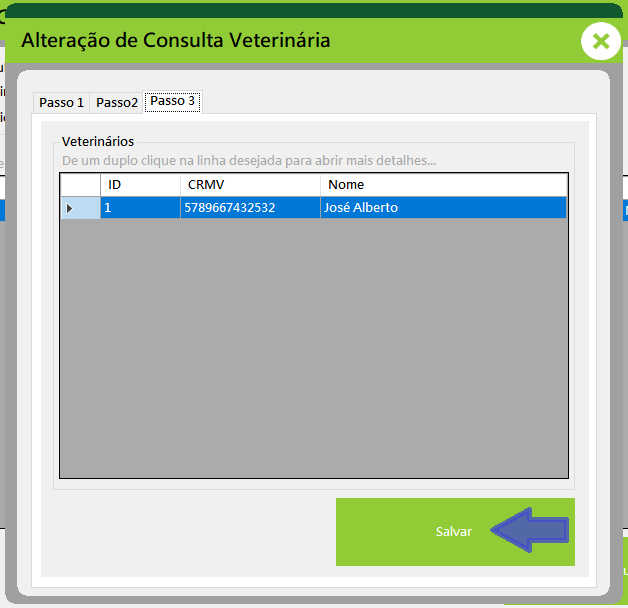 Alteração de Consulta Veterinária
Passo 1 Passo2 Passo 3
Veterinários
De um duplo clique na linha desejada para abrir mais detalhes...
ID CRMV Nome
1 5789667432532 José Alberto
Salvar